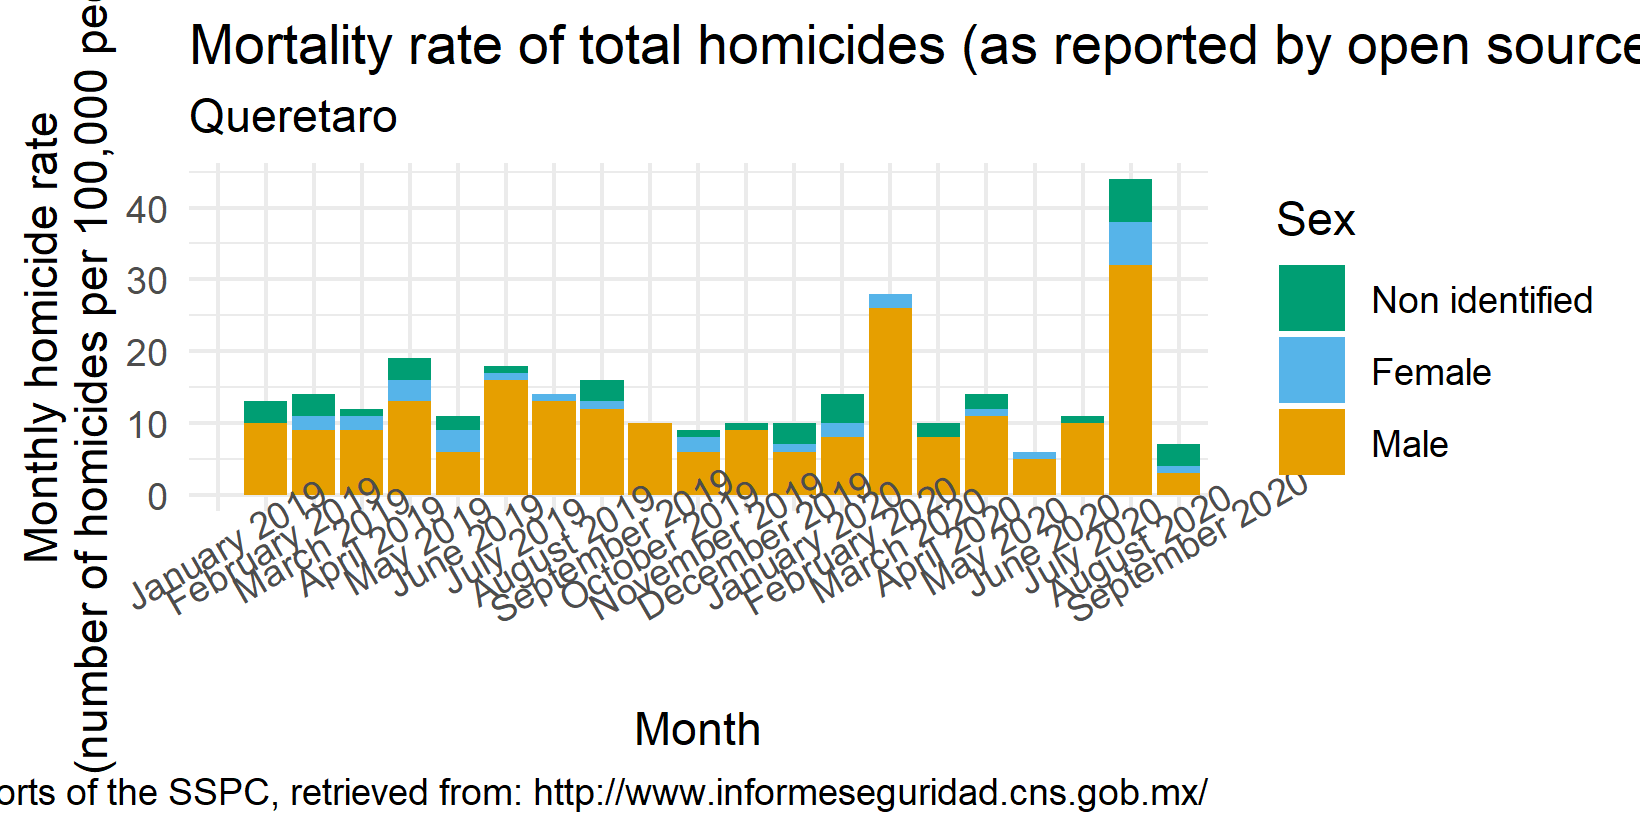 Mortality rate of total homicides (as reported by open source
Queretaro
Monthly homicide rate
(number of homicides per 100,000 pe
40
30
20
10
0
January 2019
February 2019
March 2019
April 2019
May 2019
June 2019
July 2019
August 2019
September 2019
October 2019
November 2019
December 2019
January 2020
February 2020
March 2020
April 2020
May 2020
June 2020
July 2020
August 2020
September 2020
Month
Sex
Non identified
Female
Male
orts of the SSPC, retrieved from: http://www.informeseguridad.cns.gob.mx/